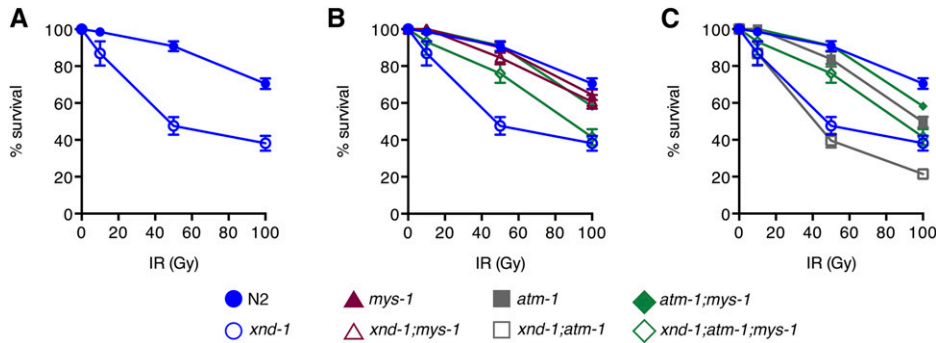 A
B
C
% survival
100
80
60
40
20
0
0 20 40 60 80 100
IR (Gy)
% survival
100
80
60
40
20
0
0 20 40 60 80 100
IR (Gy)
% survival
100
80
60
40
20
0
0 20 40 60 80 100
IR (Gy)
N2 mys-1 atm-1 atm-1;mys-1
xnd-1 xnd-1;mys-1 xnd-1;atm-1 xnd-1;atm-1;mys-1